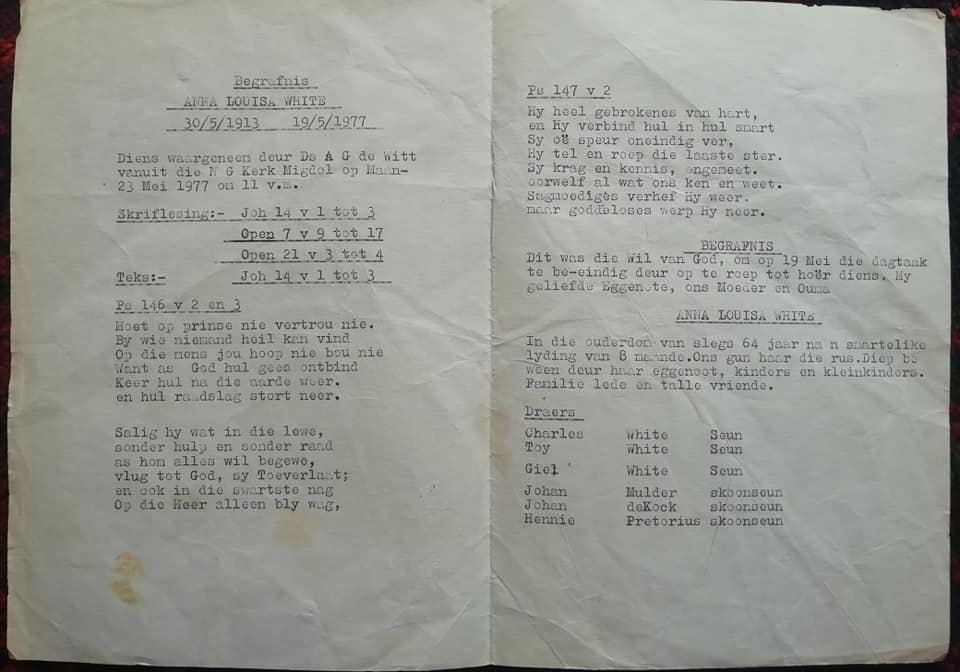 Begrafnis
ANNA LOUISA WHITE
30/5/1913 19/5/1977
Diens waargeneem deur Ds A G de Witt
vanuit die N G Kerk Migdol op Maan-
23 Mei 1977 om 11 v.m.
Skriflesing:- Joh 14 v 1 tot 3
Open 7 v 9 tot 17
Open 21 v 3 tot 4
Teks:- Joh 14 v 1 tot 3
Ps 146 v 2 en 3
Moet op prinse nie vertrou nie.
By wie niemand heil kan vind
Op die mens jou hoop nie bou nie
Want as God hul gees ontbind
Keer hul na die aarde weer.
en hul raadslag stort neer.
Salig hy wat in die lewe,
sonder hulp en sonder raad
as hom alles wil begewe,
vlug tot God, sy Toeverlaat;
en ook in die swartste nag
Op die Heer alleen bly wag,
Ps 147 v 2
Hy heel gebrokenes van hart,
en Hy verbind hul in hul smart
Sy oë speur oneindig ver,
Hy tel en roep die laaste ster.
Sy krag en kennis, ongemeet.
oorwelf al wat ons ken en weet.
Sagmoediges verhef Hy weer.
maar goddeloses werp Hy neer.
BEGRAFNIS
Dit was die Wil van God, om op 19 Mei die dagtaak
te be-eindig deur op te roep tot hoër diens. My
geliefde Eggenote, ons Moeder en Ouma
ANNA LOUISA WHITE
In die ouderdom van slegs 64 jaar na n smartelike
lyding van 8 maande.Ons gun haar die rus.Diep be
ween deur haar eggenoot, kinders en kleinkinders.
Familie lede en talle vriende.
Draers
Charles White Seun
Toy White Seun
Giel White Seun
Johan Mulder skoonseun
Johan deKock skoonseun
Hennie Pretorius skoonseun